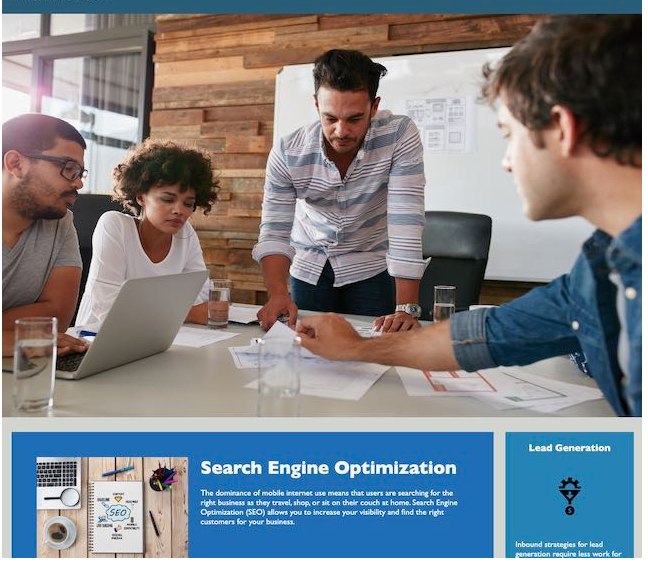 Search Engine Optimization
The dominance of mobile internet use means that users are searching for the
right business as they travel, shop, or sit on their couch at home. Search Engine
Optimization (SEO) allows you to increase your visibility and find the right
customers for your business.
SEO
Lead Generation
$
Inbound strategies for lead
generation require less work for